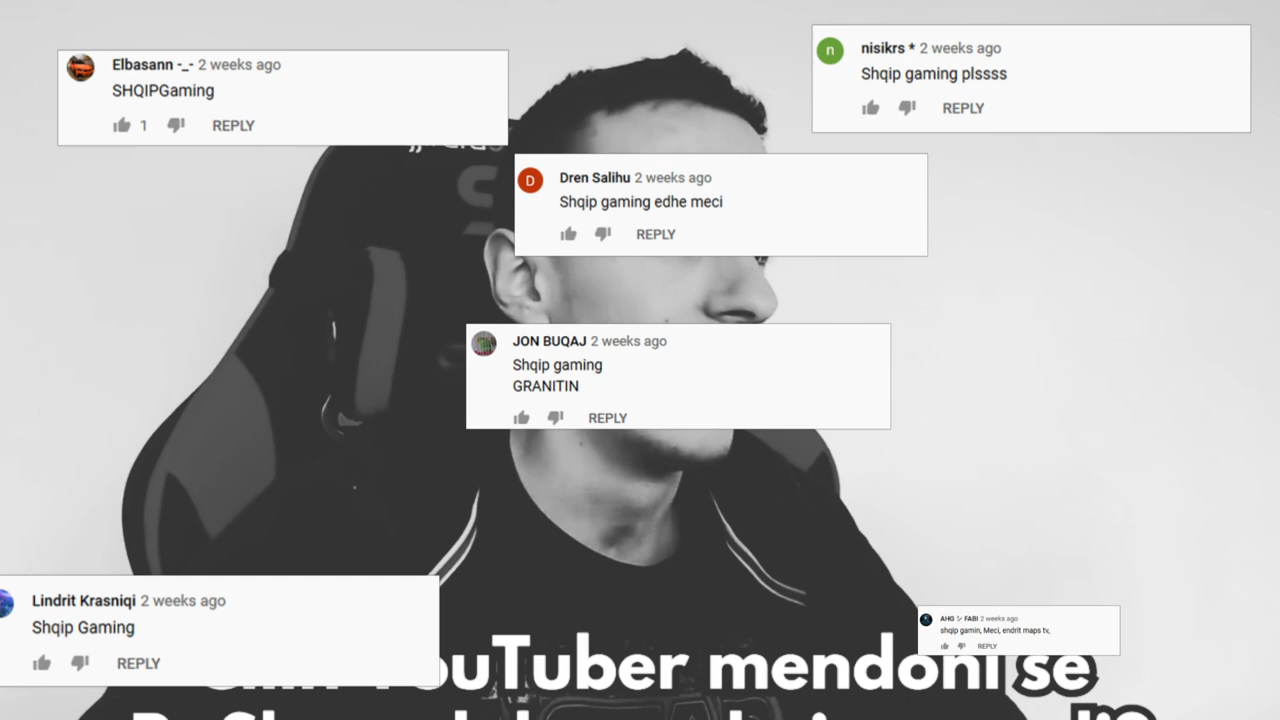 Elbasann -_- 2 weeks ago
SHQIPGaming
1 REPLY
nisikrs * 2 weeks ago
Shqip gaming plssss
REPLY
Dren Salihu 2 weeks ago
Shqip gaming edhe meci
REPLY
JON BUQAJ 2 weeks ago
Shqip gaming
GRANITIN
REPLY
Lindrit Krasniqi 2 weeks ago
Shqip Gaming
REPLY
AHG シ FABI 2 weeks ago
shqip gamin, Meci, endrit maps tv,
REPLY
YouTuber mendoni se